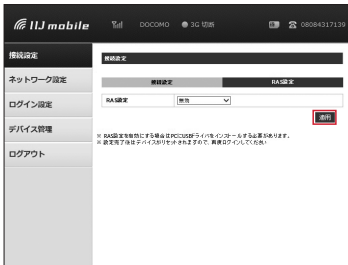 IIJ mobile
DOCOMO 3G 切断
08084317139
接続設定
ネットワーク設定
ログイン設定
デバイス管理
ログアウト
接続設定
接続設定 RAS設定
RAS設定 無効
適用
※ RAS設定を有効にする場合はPCにUSBドライバをインストールする必要があります。
※ 設定完了後はデバイスがリセットされますので、再度ログインしてください